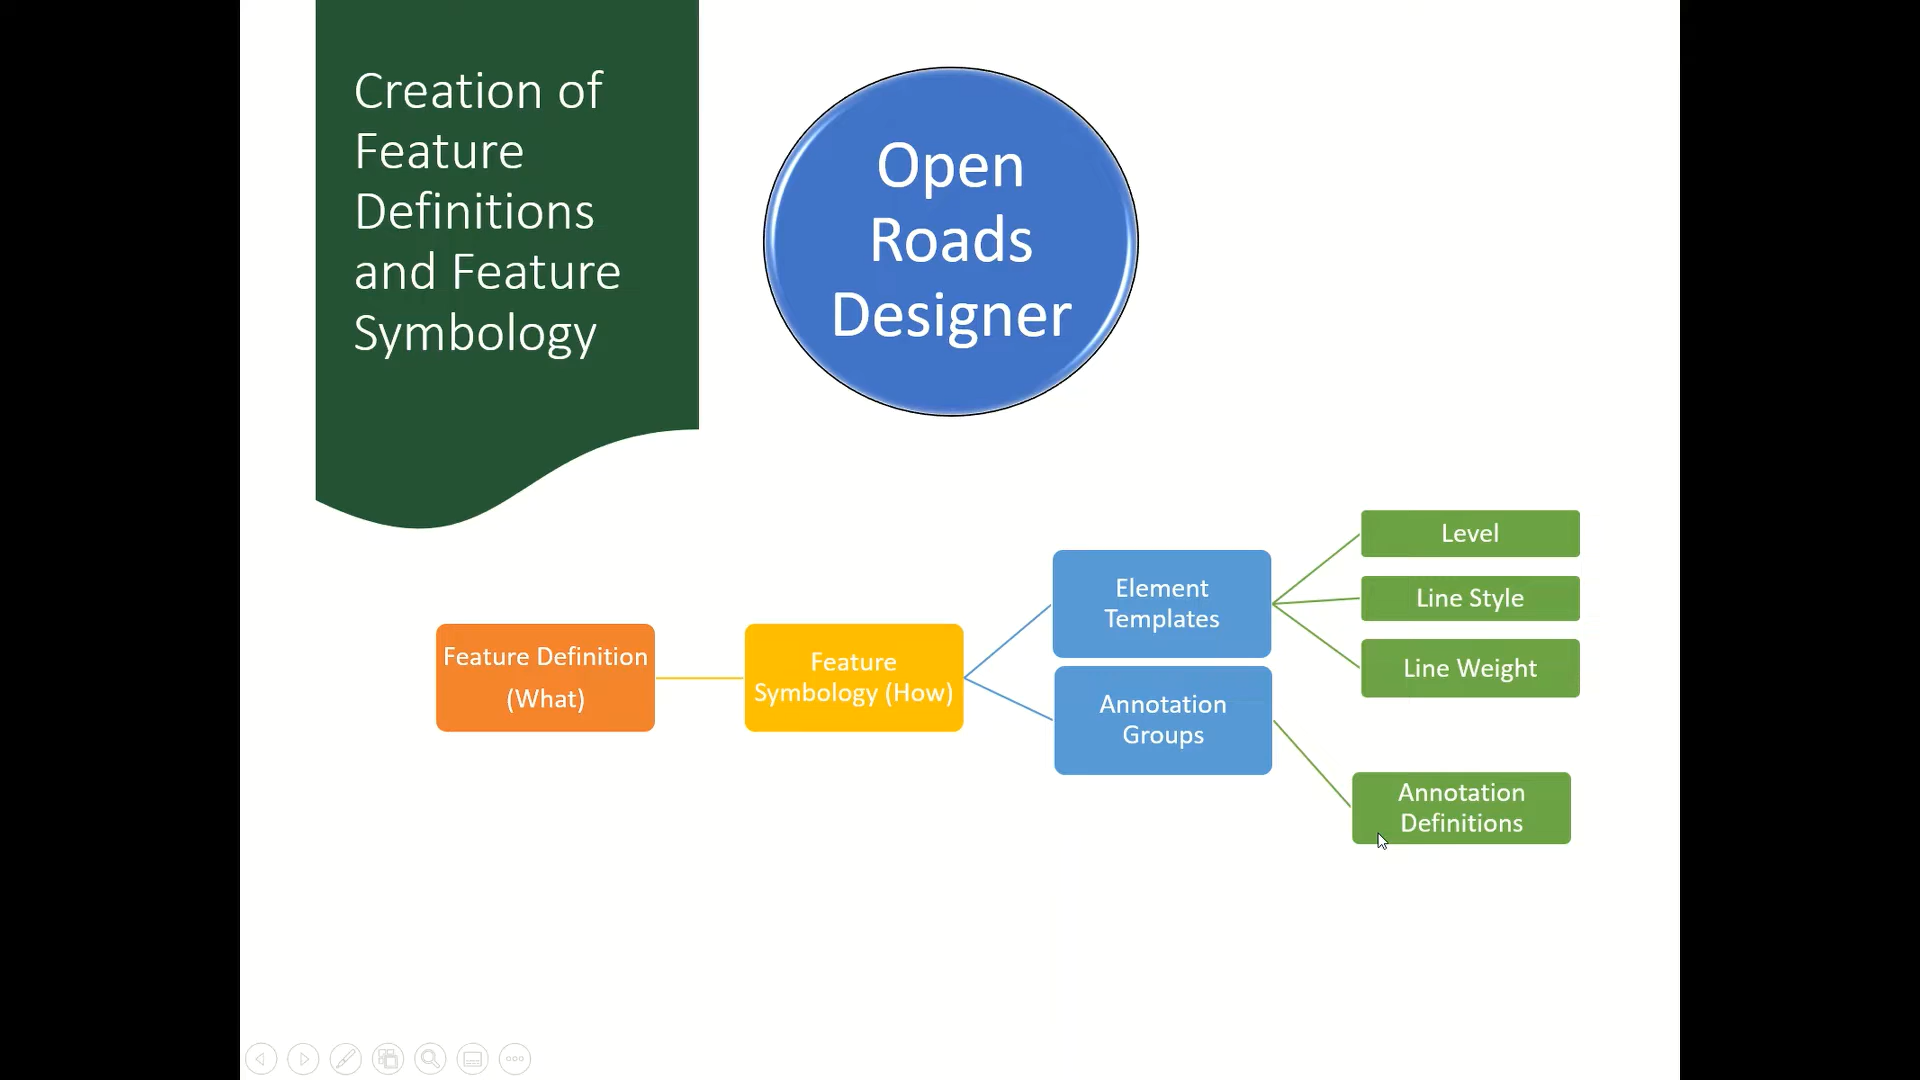 Creation of
Feature
Definitions
and Feature
Symbology
Open
Roads
Designer
Feature Definition
(What)
Feature
Symbology (How)
Element
Templates
Annotation
Groups
Level
Line Style
Line Weight
Annotation
Definitions